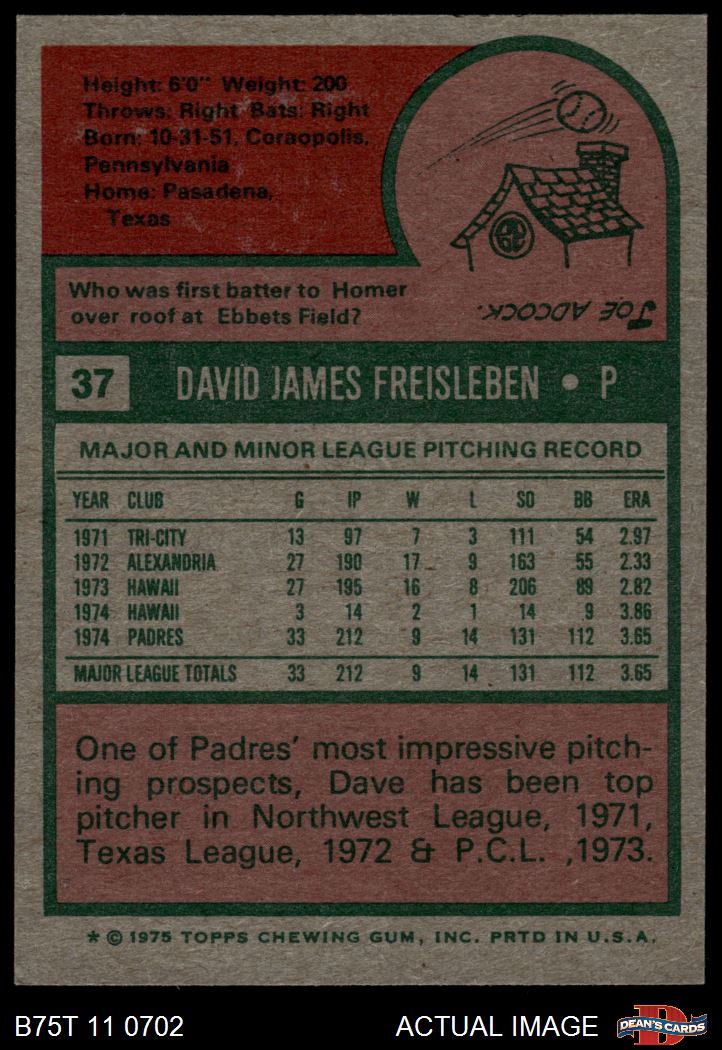 Height: 6'0" Weight: 200
Throws: Right Bats: Right
Born: 10-31-51, Coraopolis,
Pennsylvania
Home: Pasadena,
Texas
Who was first batter to Homer
over roof at Ebbets Field?
JOE ADCOCK.
37 DAVID JAMES FREISLEBEN • P
MAJOR AND MINOR LEAGUE PITCHING RECORD
YEAR CLUB G IP W L SO BB ERA
1971 TRI-CITY 13 97 7 3 111 54 2.97
1972 ALEXANDRIA 27 190 17 9 163 55 2.33
1973 HAWAII 27 195 16 8 206 89 2.82
1974 HAWAII 3 14 2 1 14 9 3.86
1974 PADRES 33 212 9 14 131 112 3.65
MAJOR LEAGUE TOTALS 33 212 9 14 131 112 3.65
One of Padres' most impressive pitch-
ing prospects, Dave has been top
pitcher in Northwest League, 1971,
Texas League, 1972 & P.C.L. ,1973.
* © 1975 TOPPS CHEWING GUM, INC. PRTD IN U.S.A.
B75T 11 0702 ACTUAL IMAGE D DEAN'S CARDS